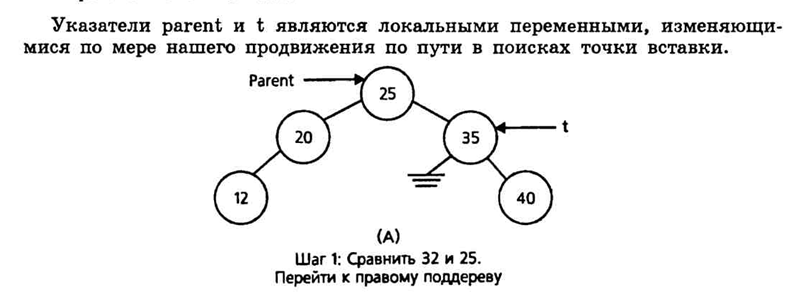 Указатели parent и t являются локальными переменными, изменяющи-
мися по мере нашего продвижения по пути в поисках точки вставки.
Parent
25
20
35
t
12
40
(A)
Шаг 1: Сравнить 32 и 25.
Перейти к правому поддереву